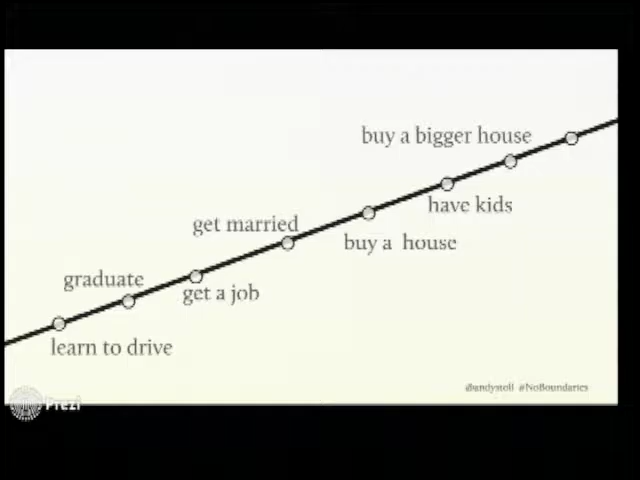 buy a bigger house
have kids
get married
buy a house
graduate
get a job
learn to drive
@andystoll #NoBoundaries
Prezi